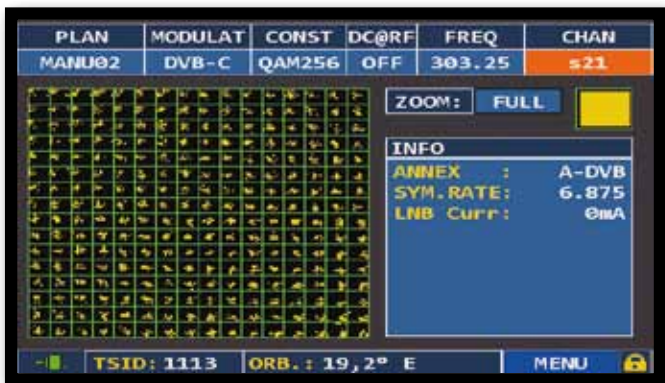 PLAN MODULAT CONST DC@RF FREQ CHAN
MANU02 DVB-C QAM256 OFF 303.25 s21
ZOOM: FULL
INFO
ANNEX : A-DVB
SYM.RATE: 6.875
LNB Curr: 0mA
TSID: 1113 ORB.: 19,2º E MENU